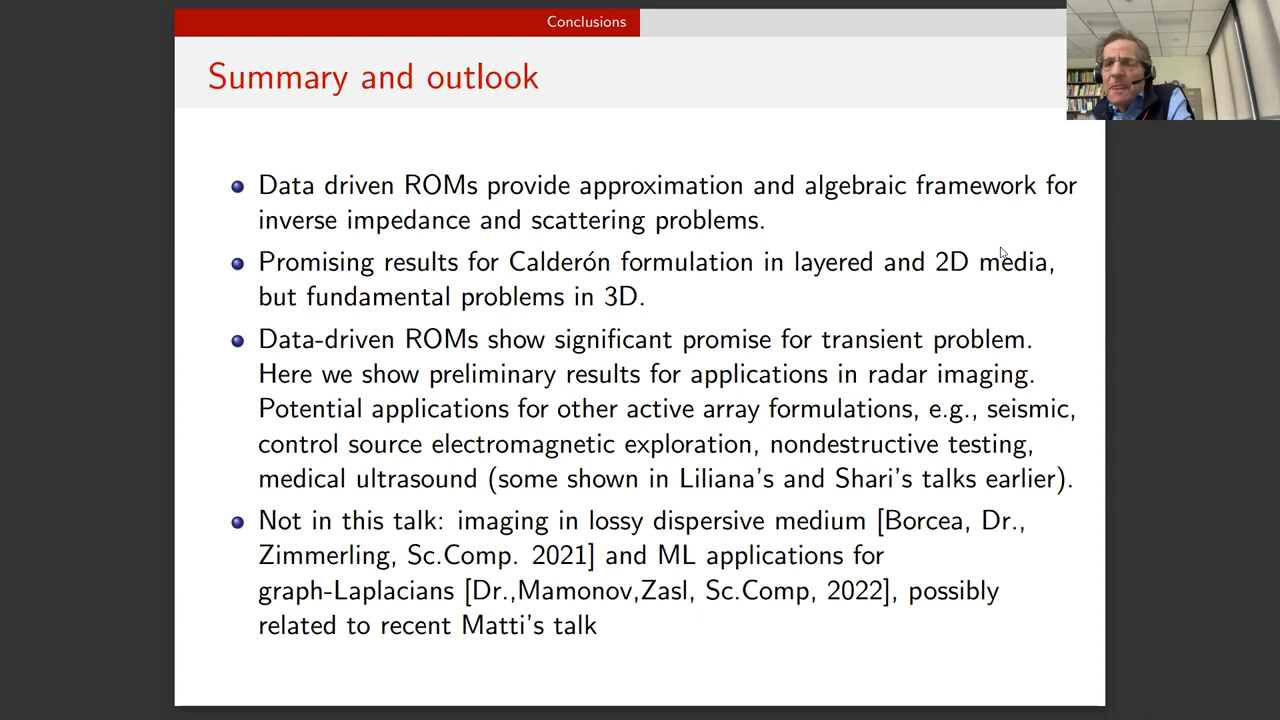 Conclusions
Summary and outlook
Data driven ROMs provide approximation and algebraic framework for
inverse impedance and scattering problems.
Promising results for Calderón formulation in layered and 2D media,
but fundamental problems in 3D.
Data-driven ROMs show significant promise for transient problem.
Here we show preliminary results for applications in radar imaging.
Potential applications for other active array formulations, e.g., seismic,
control source electromagnetic exploration, nondestructive testing,
medical ultrasound (some shown in Liliana's and Shari's talks earlier).
Not in this talk: imaging in lossy dispersive medium [Borcea, Dr.,
Zimmerling, Sc.Comp. 2021] and ML applications for
graph-Laplacians [Dr.,Mamonov,Zasl, Sc.Comp, 2022], possibly
related to recent Matti's talk